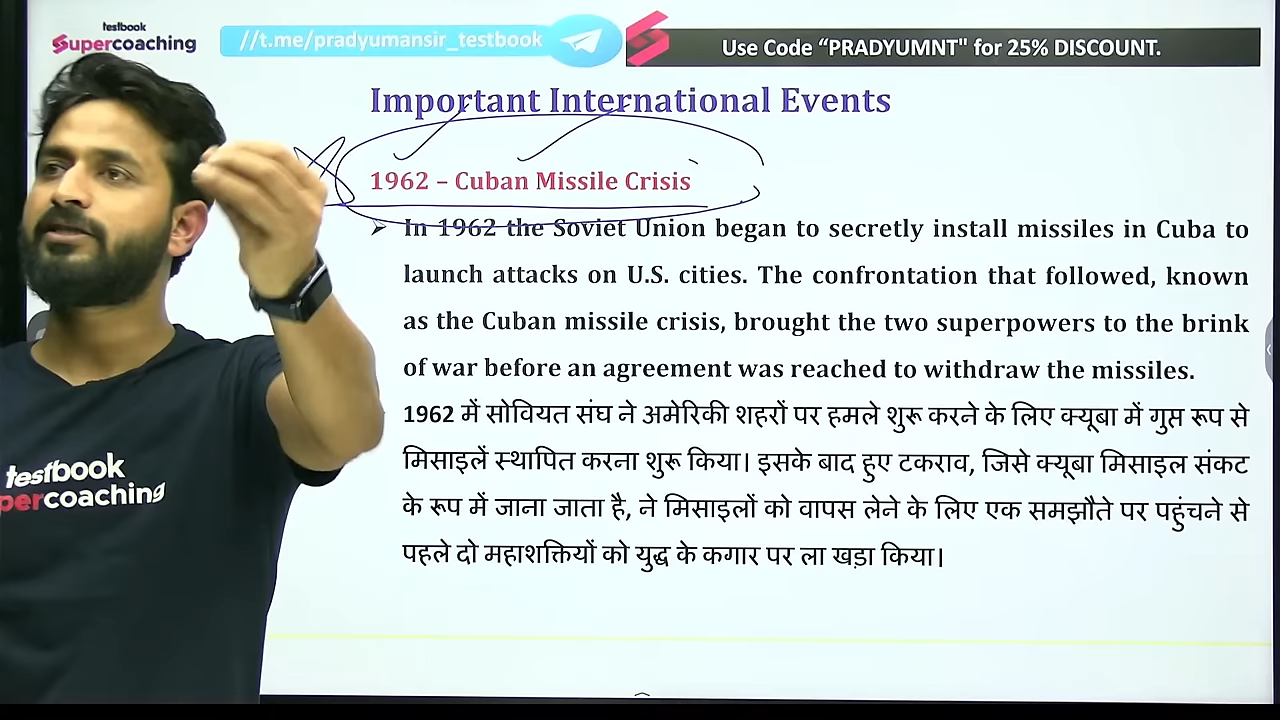 testbook
Supercoaching
//t.me/pradyumansir_testbook
Use Code “PRADYUMNT" for 25% DISCOUNT.
Important International Events
1962 – Cuban Missile Crisis
➤ In 1962 the Soviet Union began to secretly install missiles in Cuba to
launch attacks on U.S. cities. The confrontation that followed, known
as the Cuban missile crisis, brought the two superpowers to the brink
of war before an agreement was reached to withdraw the missiles.
1962 में सोवियत संघ ने अमेरिकी शहरों पर हमले शुरू करने के लिए क्यूबा में गुप्त रूप से
मिसाइलें स्थापित करना शुरू किया। इसके बाद हुए टकराव, जिसे क्यूबा मिसाइल संकट
के रूप में जाना जाता है, ने मिसाइलों को वापस लेने के लिए एक समझौते पर पहुंचने से
पहले दो महाशक्तियों को युद्ध के कगार पर ला खड़ा किया।
testbook
percoaching